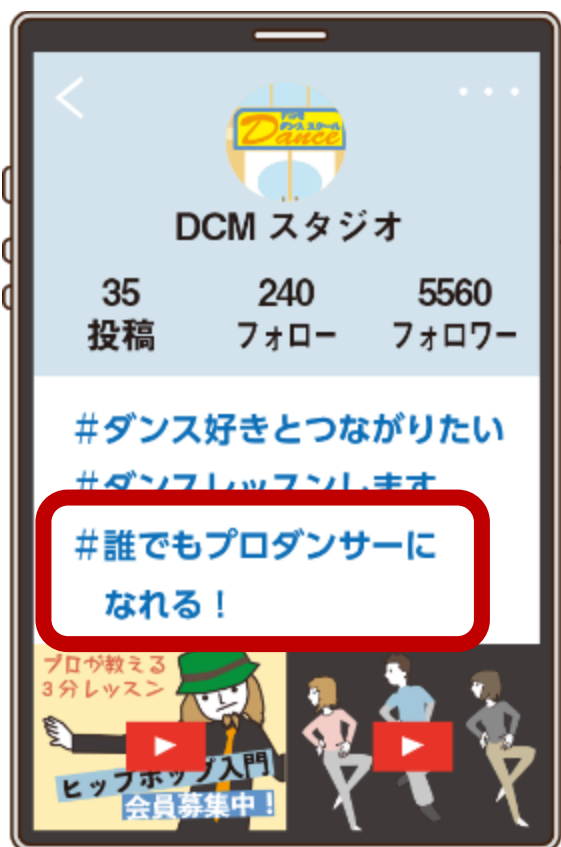 Dance
DCM スタジオ
35
240
5560
投稿
フォロー
フォロワー
#ダンス好きとつながりたい
#ダンスレッスンします
#誰でもプロダンサーに
なれる!
プロが教える
3分レッスン
ヒップホップ入門
会員募集中!